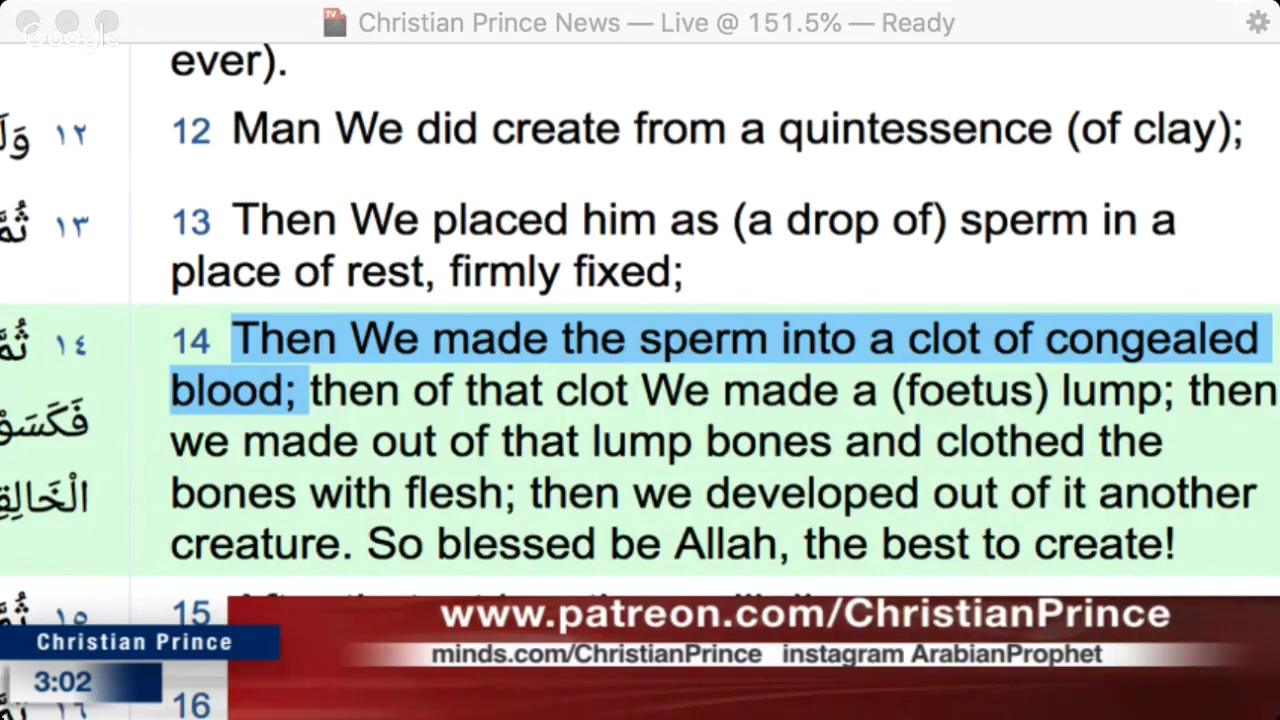 Christian Prince News — Live @ 151.5% — Ready
Google
ever).
١٢
12 Man We did create from a quintessence (of clay);
١٣
13 Then We placed him as (a drop of) sperm in a
place of rest, firmly fixed;
١٤
14 Then We made the sperm into a clot of congealed
blood; then of that clot We made a (foetus) lump; then
we made out of that lump bones and clothed the
bones with flesh; then we developed out of it another
creature. So blessed be Allah, the best to create!
١٥
15
www.patreon.com/ChristianPrince
Christian Prince
minds.com/ChristianPrince instagram ArabianProphet
3:02
١٦
16